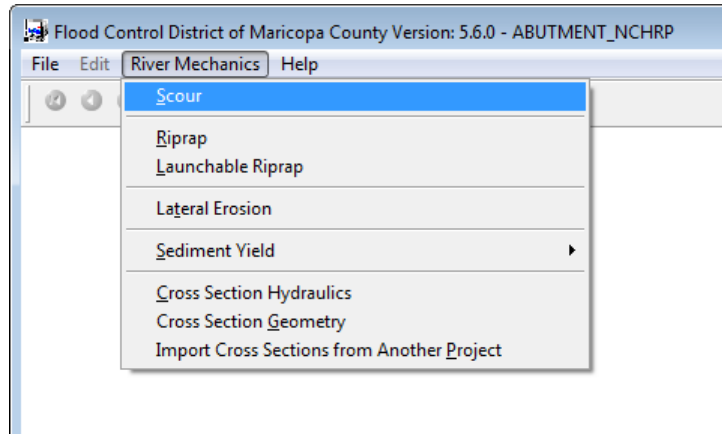 Flood Control District of Maricopa County Version: 5.6.0 - ABUTMENT_NCHRP
File Edit River Mechanics Help
Scour
Riprap
Launchable Riprap
Lateral Erosion
Sediment Yield
Cross Section Hydraulics
Cross Section Geometry
Import Cross Sections from Another Project